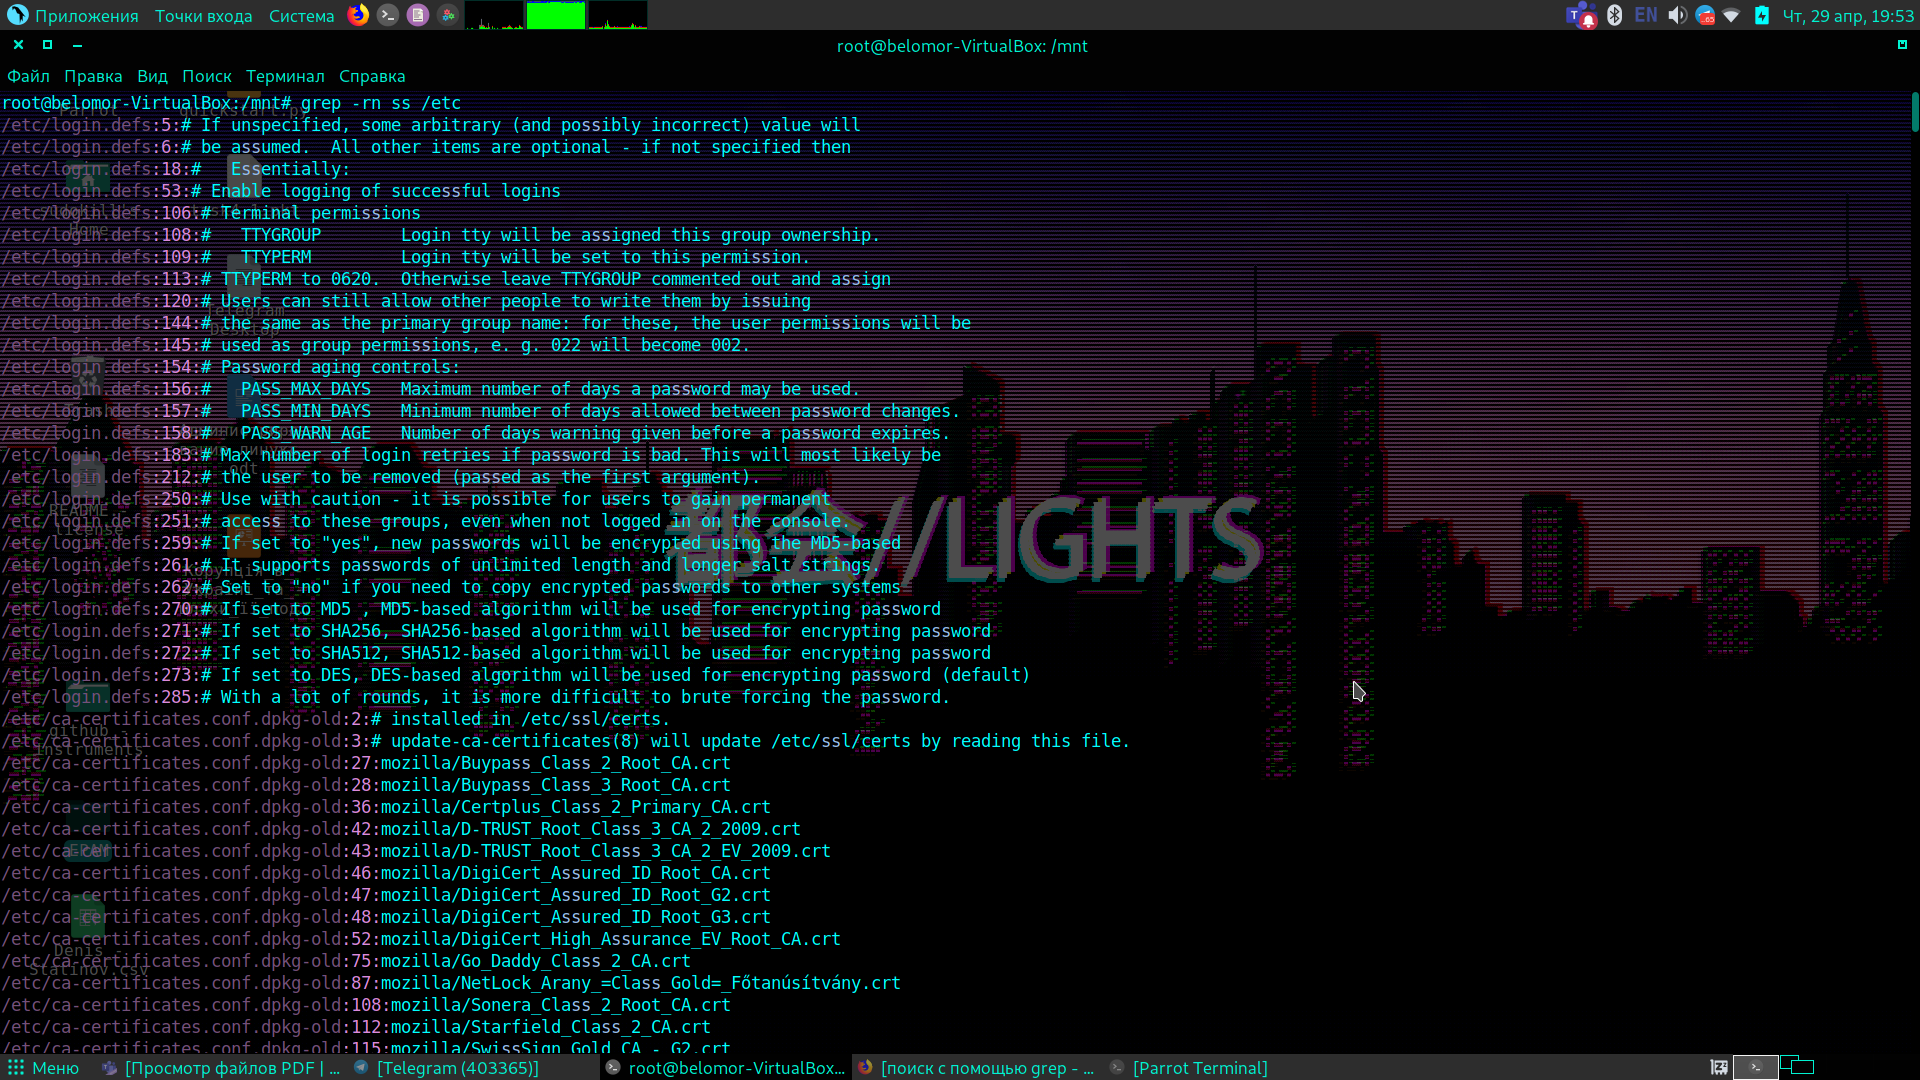 Приложения Точки входа Система EN Чт, 29 апр, 19:53
root@belomor-VirtualBox: /mnt
Файл Правка Вид Поиск Терминал Справка
root@belomor-VirtualBox:/mnt# grep -rn ss /etc
/etc/login.defs:5:# If unspecified, some arbitrary (and possibly incorrect) value will
/etc/login.defs:6:# be assumed.  All other items are optional - if not specified then
/etc/login.defs:18:#   Essentially:
/etc/login.defs:53:# Enable logging of successful logins
/etc/login.defs:106:# Terminal permissions
/etc/login.defs:108:#   TTYGROUP        Login tty will be assigned this group ownership.
/etc/login.defs:109:#   TTYPERM         Login tty will be set to this permission.
/etc/login.defs:113:# TTYPERM to 0620.  Otherwise leave TTYGROUP commented out and assign
/etc/login.defs:120:# Users can still allow other people to write them by issuing
/etc/login.defs:144:# the same as the primary group name: for these, the user permissions will be
/etc/login.defs:145:# used as group permissions, e. g. 022 will become 002.
/etc/login.defs:154:# Password aging controls:
/etc/login.defs:156:#   PASS_MAX_DAYS   Maximum number of days a password may be used.
/etc/login.defs:157:#   PASS_MIN_DAYS   Minimum number of days allowed between password changes.
/etc/login.defs:158:#   PASS_WARN_AGE   Number of days warning given before a password expires.
/etc/login.defs:183:# Max number of login retries if password is bad. This will most likely be
/etc/login.defs:212:# the user to be removed (passed as the first argument).
/etc/login.defs:250:# Use with caution - it is possible for users to gain permanent
/etc/login.defs:251:# access to these groups, even when not logged in on the console.
/etc/login.defs:259:# If set to "yes", new passwords will be encrypted using the MD5-based
都会//LIGHTS
/etc/login.defs:261:# It supports passwords of unlimited length and longer salt strings.
/etc/login.defs:262:# Set to "no" if you need to copy encrypted passwords to other systems
/etc/login.defs:270:# If set to MD5 , MD5-based algorithm will be used for encrypting password
/etc/login.defs:271:# If set to SHA256, SHA256-based algorithm will be used for encrypting password
/etc/login.defs:272:# If set to SHA512, SHA512-based algorithm will be used for encrypting password
/etc/login.defs:273:# If set to DES, DES-based algorithm will be used for encrypting password (default)
/etc/login.defs:285:# With a lot of rounds, it is more difficult to brute forcing the password.
/etc/ca-certificates.conf.dpkg-old:2:# installed in /etc/ssl/certs.
/etc/ca-certificates.conf.dpkg-old:3:# update-ca-certificates(8) will update /etc/ssl/certs by reading this file.
/etc/ca-certificates.conf.dpkg-old:27:mozilla/Buypass_Class_2_Root_CA.crt
/etc/ca-certificates.conf.dpkg-old:28:mozilla/Buypass_Class_3_Root_CA.crt
/etc/ca-certificates.conf.dpkg-old:36:mozilla/Certplus_Class_2_Primary_CA.crt
/etc/ca-certificates.conf.dpkg-old:42:mozilla/D-TRUST_Root_Class_3_CA_2_2009.crt
/etc/ca-certificates.conf.dpkg-old:43:mozilla/D-TRUST_Root_Class_3_CA_2_EV_2009.crt
/etc/ca-certificates.conf.dpkg-old:46:mozilla/DigiCert_Assured_ID_Root_CA.crt
/etc/ca-certificates.conf.dpkg-old:47:mozilla/DigiCert_Assured_ID_Root_G2.crt
/etc/ca-certificates.conf.dpkg-old:48:mozilla/DigiCert_Assured_ID_Root_G3.crt
/etc/ca-certificates.conf.dpkg-old:52:mozilla/DigiCert_High_Assurance_EV_Root_CA.crt
/etc/ca-certificates.conf.dpkg-old:75:mozilla/Go_Daddy_Class_2_CA.crt
/etc/ca-certificates.conf.dpkg-old:87:mozilla/NetLock_Arany_=Class_Gold=_Főtanúsítvány.crt
/etc/ca-certificates.conf.dpkg-old:108:mozilla/Sonera_Class_2_Root_CA.crt
/etc/ca-certificates.conf.dpkg-old:112:mozilla/Starfield_Class_2_CA.crt
/etc/ca-certificates.conf.dpkg-old:115:mozilla/SwissSign_Gold_CA_-_G2.crt
Меню [Просмотр файлов PDF | ... [Telegram (403365)] root@belomor-VirtualBox... [поиск с помощью grep - ... [Parrot Terminal]